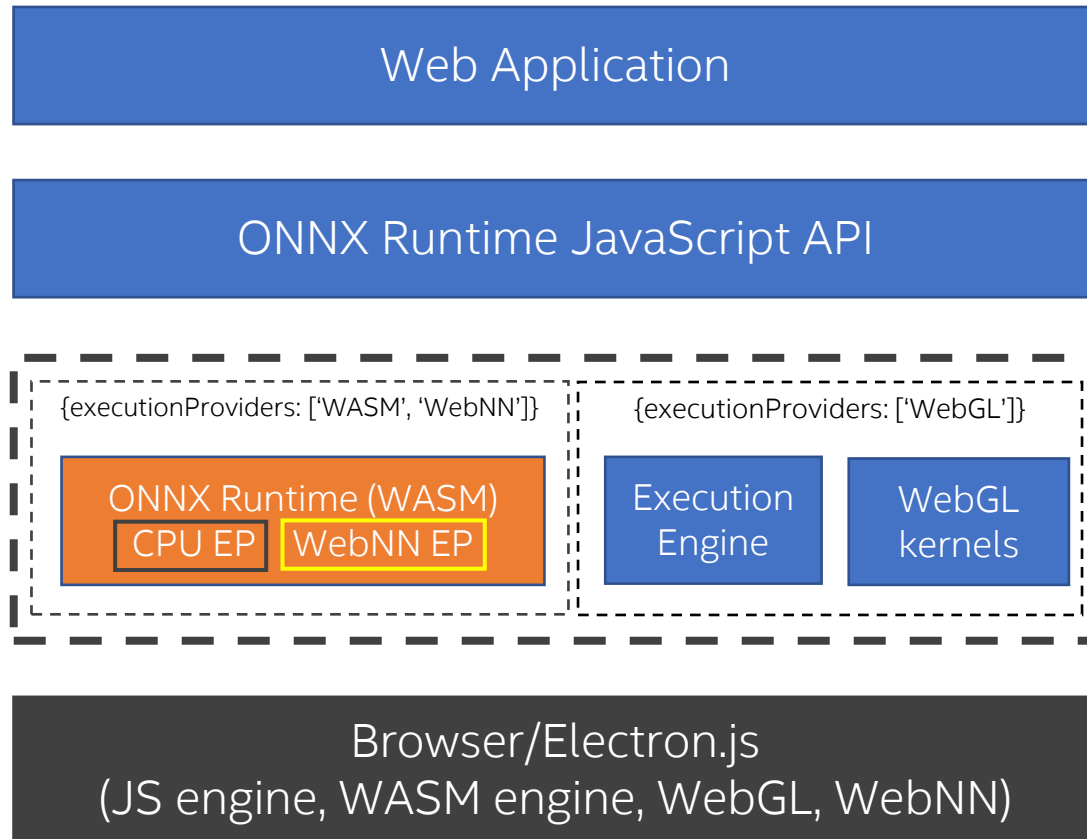 Web Application
ONNX Runtime JavaScript API
{executionProviders: [‘WASM’, ‘WebNN’]}
{executionProviders: [‘WebGL’]}
ONNX Runtime (WASM)
CPU EP
WebNN EP
Execution
Engine
WebGL
kernels
Browser/Electron.js
(JS engine, WASM engine, WebGL, WebNN)